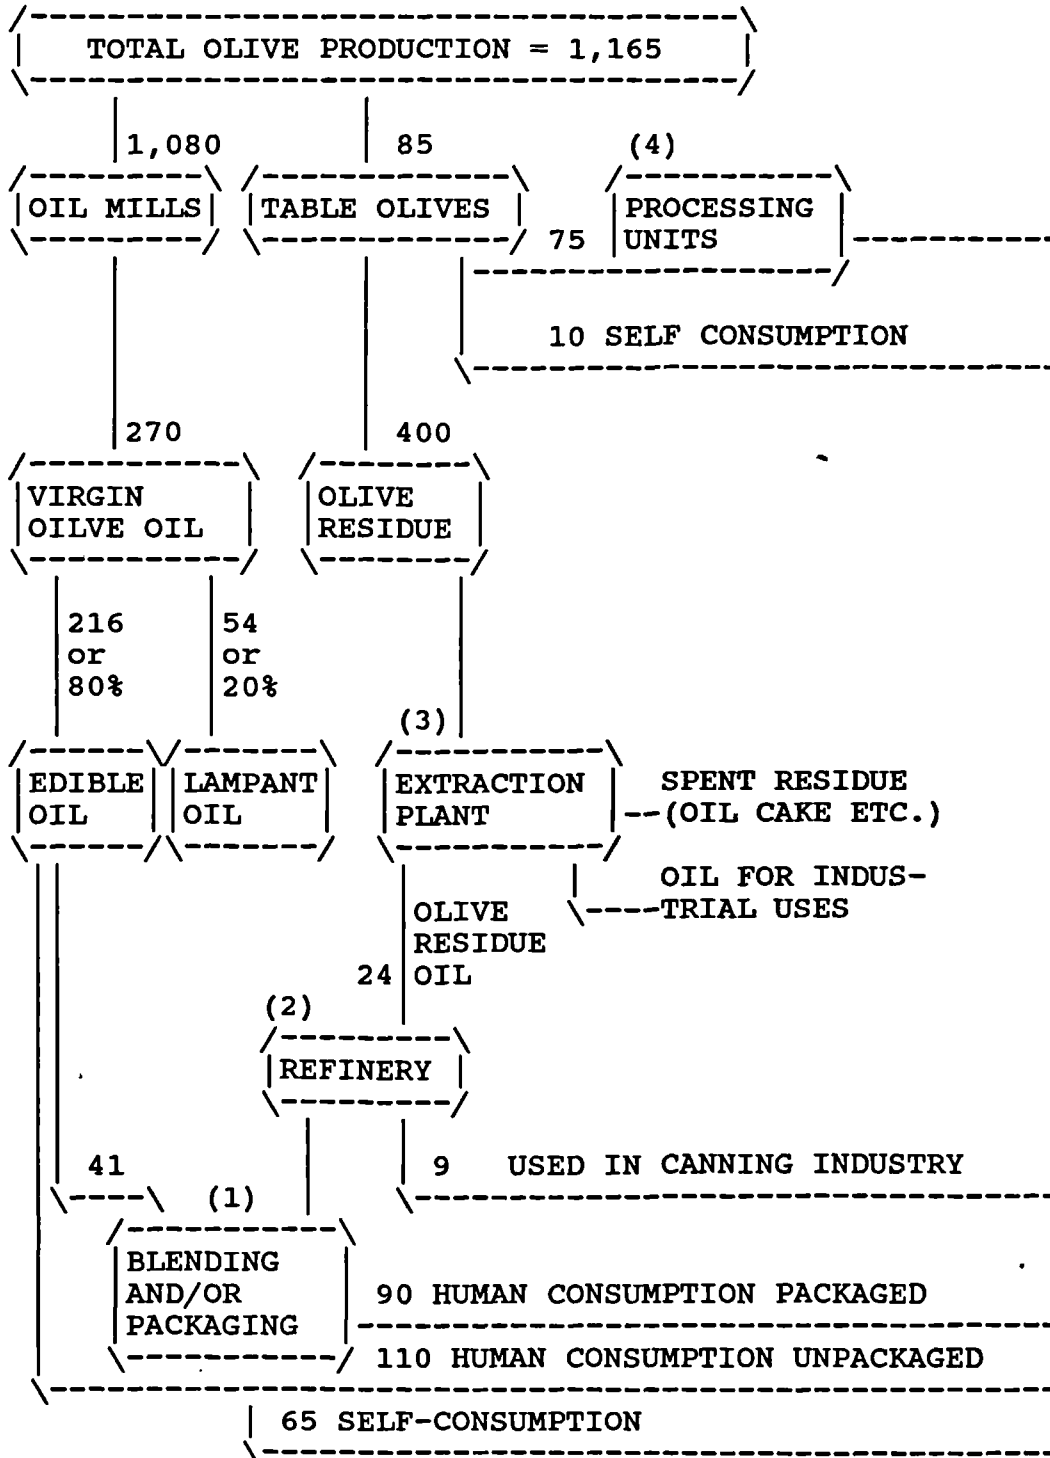 TOTAL OLIVE PRODUCTION = 1,165
1,080 85 (4)
OIL MILLS TABLE OLIVES PROCESSING
75 UNITS
10 SELF CONSUMPTION
270 400
VIRGIN OLIVE
OILVE OIL RESIDUE
216 54
or or
80% 20%
(3)
EDIBLE LAMPANT EXTRACTION SPENT RESIDUE
OIL OIL PLANT (OIL CAKE ETC.)
OIL FOR INDUS-
OLIVE TRIAL USES
RESIDUE
24 OIL
(2)
REFINERY
41 9 USED IN CANNING INDUSTRY
(1)
BLENDING
AND/OR 90 HUMAN CONSUMPTION PACKAGED
PACKAGING
110 HUMAN CONSUMPTION UNPACKAGED
65 SELF-CONSUMPTION